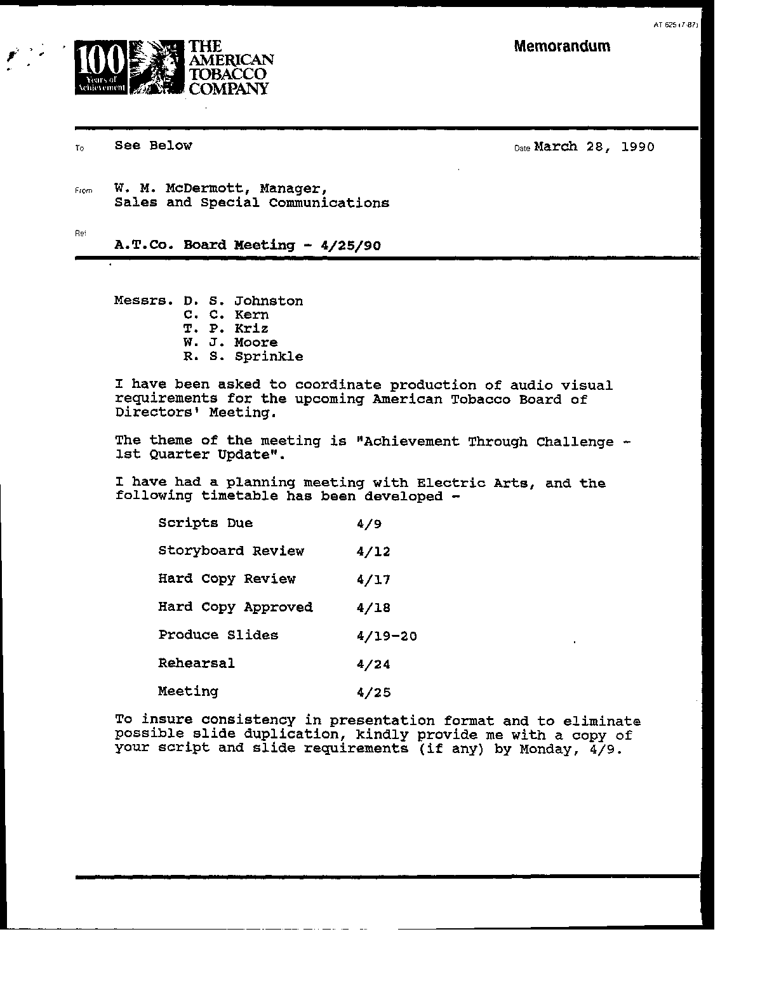 AT 625 (7-87)
Memorandum
100
Years of
Achievement
THE
AMERICAN
TOBACCO
COMPANY
To See Below
Date March 28, 1990
From W. M. McDermott, Manager,
Sales and Special Communications
Ref
A.T.Co. Board Meeting - 4/25/90
Messrs. D. S. Johnston
C. C. Kern
T. P. Kriz
W. J. Moore
R. S. Sprinkle
I have been asked to coordinate production of audio visual
requirements for the upcoming American Tobacco Board of
Directors' Meeting.
The theme of the meeting is "Achievement Through Challenge -
1st Quarter Update".
I have had a planning meeting with Electric Arts, and the
following timetable has been developed -
Scripts Due 4/9
Storyboard Review 4/12
Hard Copy Review 4/17
Hard Copy Approved 4/18
Produce Slides 4/19-20
Rehearsal 4/24
Meeting 4/25
To insure consistency in presentation format and to eliminate
possible slide duplication, kindly provide me with a copy of
your script and slide requirements (if any) by Monday, 4/9.